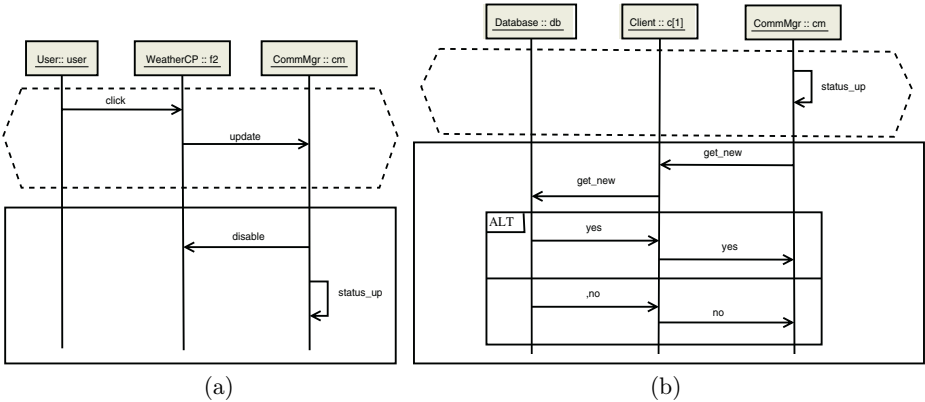 User:: user
WeatherCP :: f2
CommMgr :: cm
click
update
disable
status_up
(a)
Database :: db
Client :: c[1]
CommMgr :: cm
status_up
get_new
get_new
ALT
yes
yes
,no
no
(b)